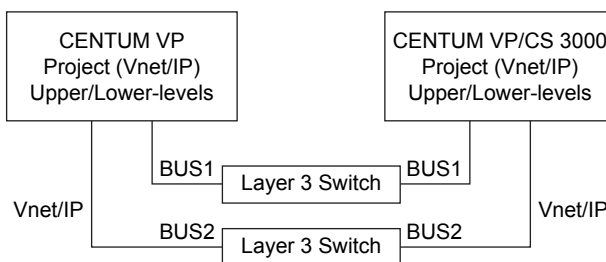 CENTUM VP
Project (Vnet/IP)
Upper/Lower-levels
CENTUM VP/CS 3000
Project (Vnet/IP)
Upper/Lower-levels
BUS1
Layer 3 Switch
BUS1
Vnet/IP
BUS2
Layer 3 Switch
BUS2
Vnet/IP